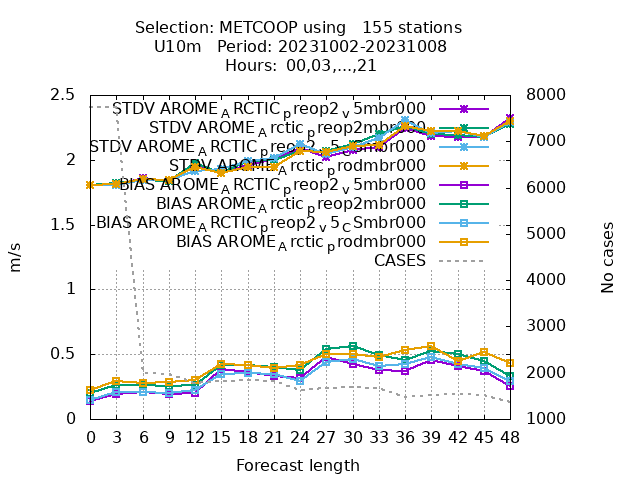 Selection: METCOOP using   155 stations
U10m   Period: 20231002-20231008
Hours: 00,03,...,21
STDV AROME_ARCTIC_preop2_v5mbr000
STDV AROME_Arctic_preop2mbr000
STDV AROME_ARCTIC_preop2_v5_CSmbr000
STDV AROME_Arctic_prodmbr000
BIAS AROME_ARCTIC_preop2_v5mbr000
BIAS AROME_Arctic_preop2mbr000
BIAS AROME_ARCTIC_preop2_v5_CSmbr000
BIAS AROME_Arctic_prodmbr000
CASES
2.5
2
1.5
1
0.5
0
m/s
8000
7000
6000
5000
4000
3000
2000
1000
No cases
0 3 6 9 12 15 18 21 24 27 30 33 36 39 42 45 48
Forecast length